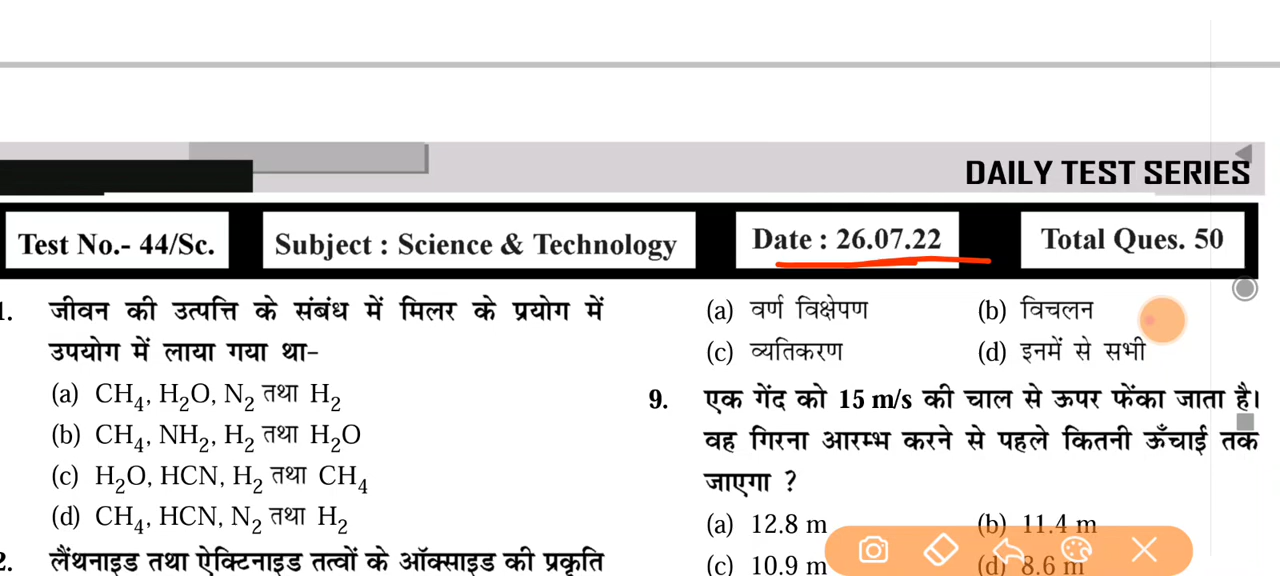 DAILY TEST SERIES
Test No.- 44/Sc.
Subject : Science & Technology
Date : 26.07.22
Total Ques. 50
1. जीवन की उत्पत्ति के संबंध में मिलर के प्रयोग में
उपयोग में लाया गया था-
(a) CH₄, H₂O, N₂ तथा H₂
(b) CH₄, NH₂, H₂ तथा H₂O
(c) H₂O, HCN, H₂ तथा CH₄
(d) CH₄, HCN, N₂ तथा H₂
2. लैंथनाइड तथा ऐक्टिनाइड तत्वों के ऑक्साइड की प्रकृति
(a) वर्ण विक्षेपण (b) विचलन
(c) व्यतिकरण (d) इनमें से सभी
9. एक गेंद को 15 m/s की चाल से ऊपर फेंका जाता है।
वह गिरना आरम्भ करने से पहले कितनी ऊँचाई तक
जाएगा ?
(a) 12.8 m (b) 11.4 m
(c) 10.9 m (d) 8.6 m